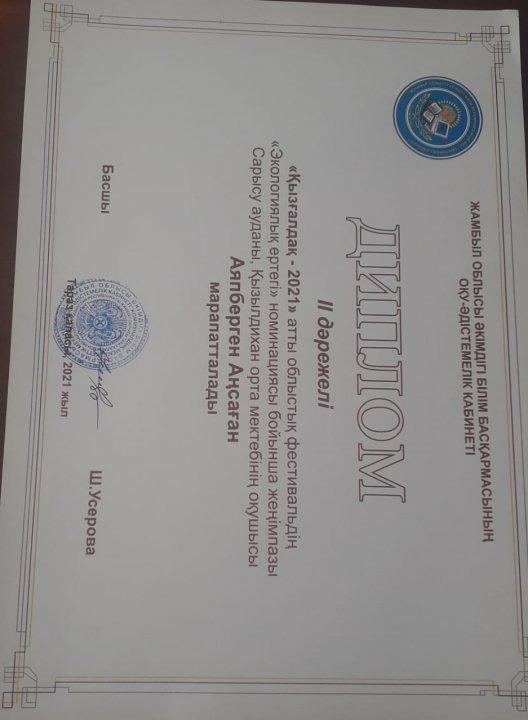 ЖАМБЫЛ ОБЛЫСЫ ӘКІМДІГІ БІЛІМ БАСҚАРМАСЫНЫҢ
ОҚУ-ӘДІСТЕМЕЛІК КАБИНЕТІ
ДИПЛОМ
II дәрежелі
«Қызғалдақ - 2021» атты облыстық фестивальдің
«Экологиялық ертегі» номинациясы бойынша жеңімпазы
Сарысу ауданы, Қызылдихан орта мектебінің оқушысы
Аяпберген Аңсаған
марапатталады
Басшы
Ш.Усерова
Тараз қаласы, 2021 жыл